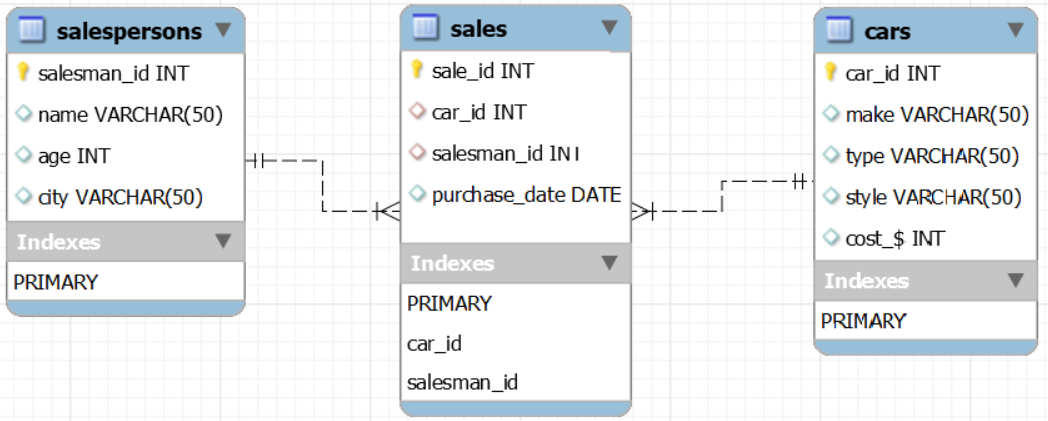 salespersons
salesman_id INT
name VARCHAR(50)
age INT
city VARCHAR(50)
Indexes
PRIMARY
sales
sale_id INT
car_id INT
salesman_id INT
purchase_date DATE
Indexes
PRIMARY
car_id
salesman_id
cars
car_id INT
make VARCHAR(50)
type VARCHAR(50)
style VARCHAR(50)
cost_$ INT
Indexes
PRIMARY